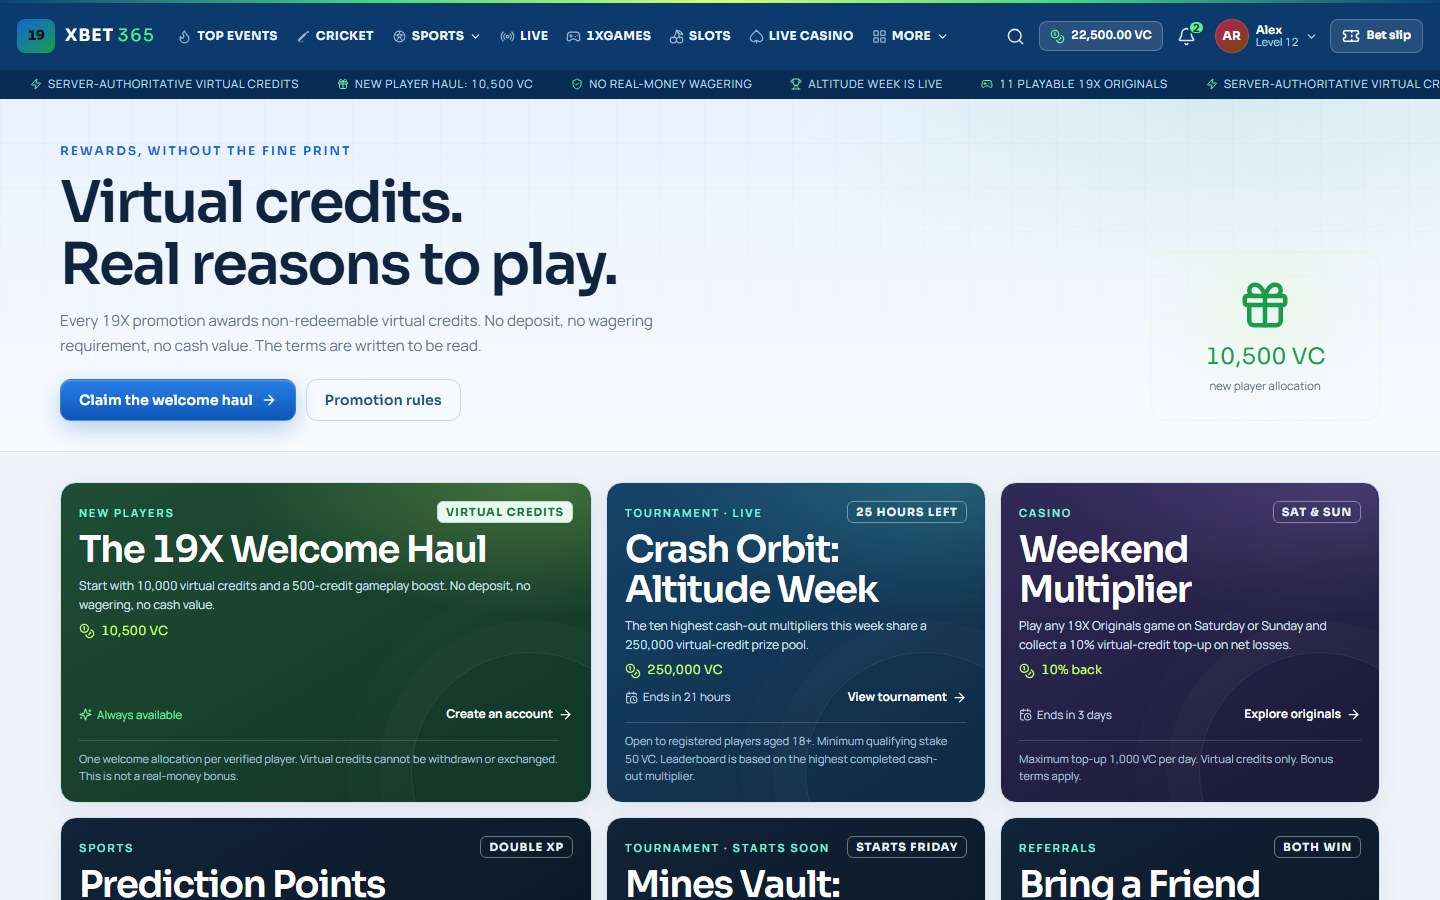 19 XBET 365 TOP EVENTS CRICKET SPORTS LIVE 1XGAMES SLOTS LIVE CASINO MORE 22,500.00 VC 2 AR Alex Level 12 Bet slip
SERVER-AUTHORITATIVE VIRTUAL CREDITS NEW PLAYER HAUL: 10,500 VC NO REAL-MONEY WAGERING ALTITUDE WEEK IS LIVE 11 PLAYABLE 19X ORIGINALS SERVER-AUTHORITATIVE VIRTUAL CR
REWARDS, WITHOUT THE FINE PRINT
Virtual credits.
Real reasons to play.
Every 19X promotion awards non-redeemable virtual credits. No deposit, no wagering
requirement, no cash value. The terms are written to be read.
Claim the welcome haul
Promotion rules
10,500 VC
new player allocation
NEW PLAYERS
VIRTUAL CREDITS
The 19X Welcome Haul
Start with 10,000 virtual credits and a 500-credit gameplay boost. No deposit, no
wagering, no cash value.
10,500 VC
Always available
Create an account
One welcome allocation per verified player. Virtual credits cannot be withdrawn or exchanged.
This is not a real-money bonus.
TOURNAMENT · LIVE
25 HOURS LEFT
Crash Orbit:
Altitude Week
The ten highest cash-out multipliers this week share a
250,000 virtual-credit prize pool.
250,000 VC
Ends in 21 hours
View tournament
Open to registered players aged 18+. Minimum qualifying stake
50 VC. Leaderboard is based on the highest completed cash-
out multiplier.
CASINO
SAT & SUN
Weekend
Multiplier
Play any 19X Originals game on Saturday or Sunday and
collect a 10% virtual-credit top-up on net losses.
10% back
Ends in 3 days
Explore originals
Maximum top-up 1,000 VC per day. Virtual credits only. Bonus
terms apply.
SPORTS
DOUBLE XP
Prediction Points
TOURNAMENT · STARTS SOON
STARTS FRIDAY
Mines Vault:
REFERRALS
BOTH WIN
Bring a Friend